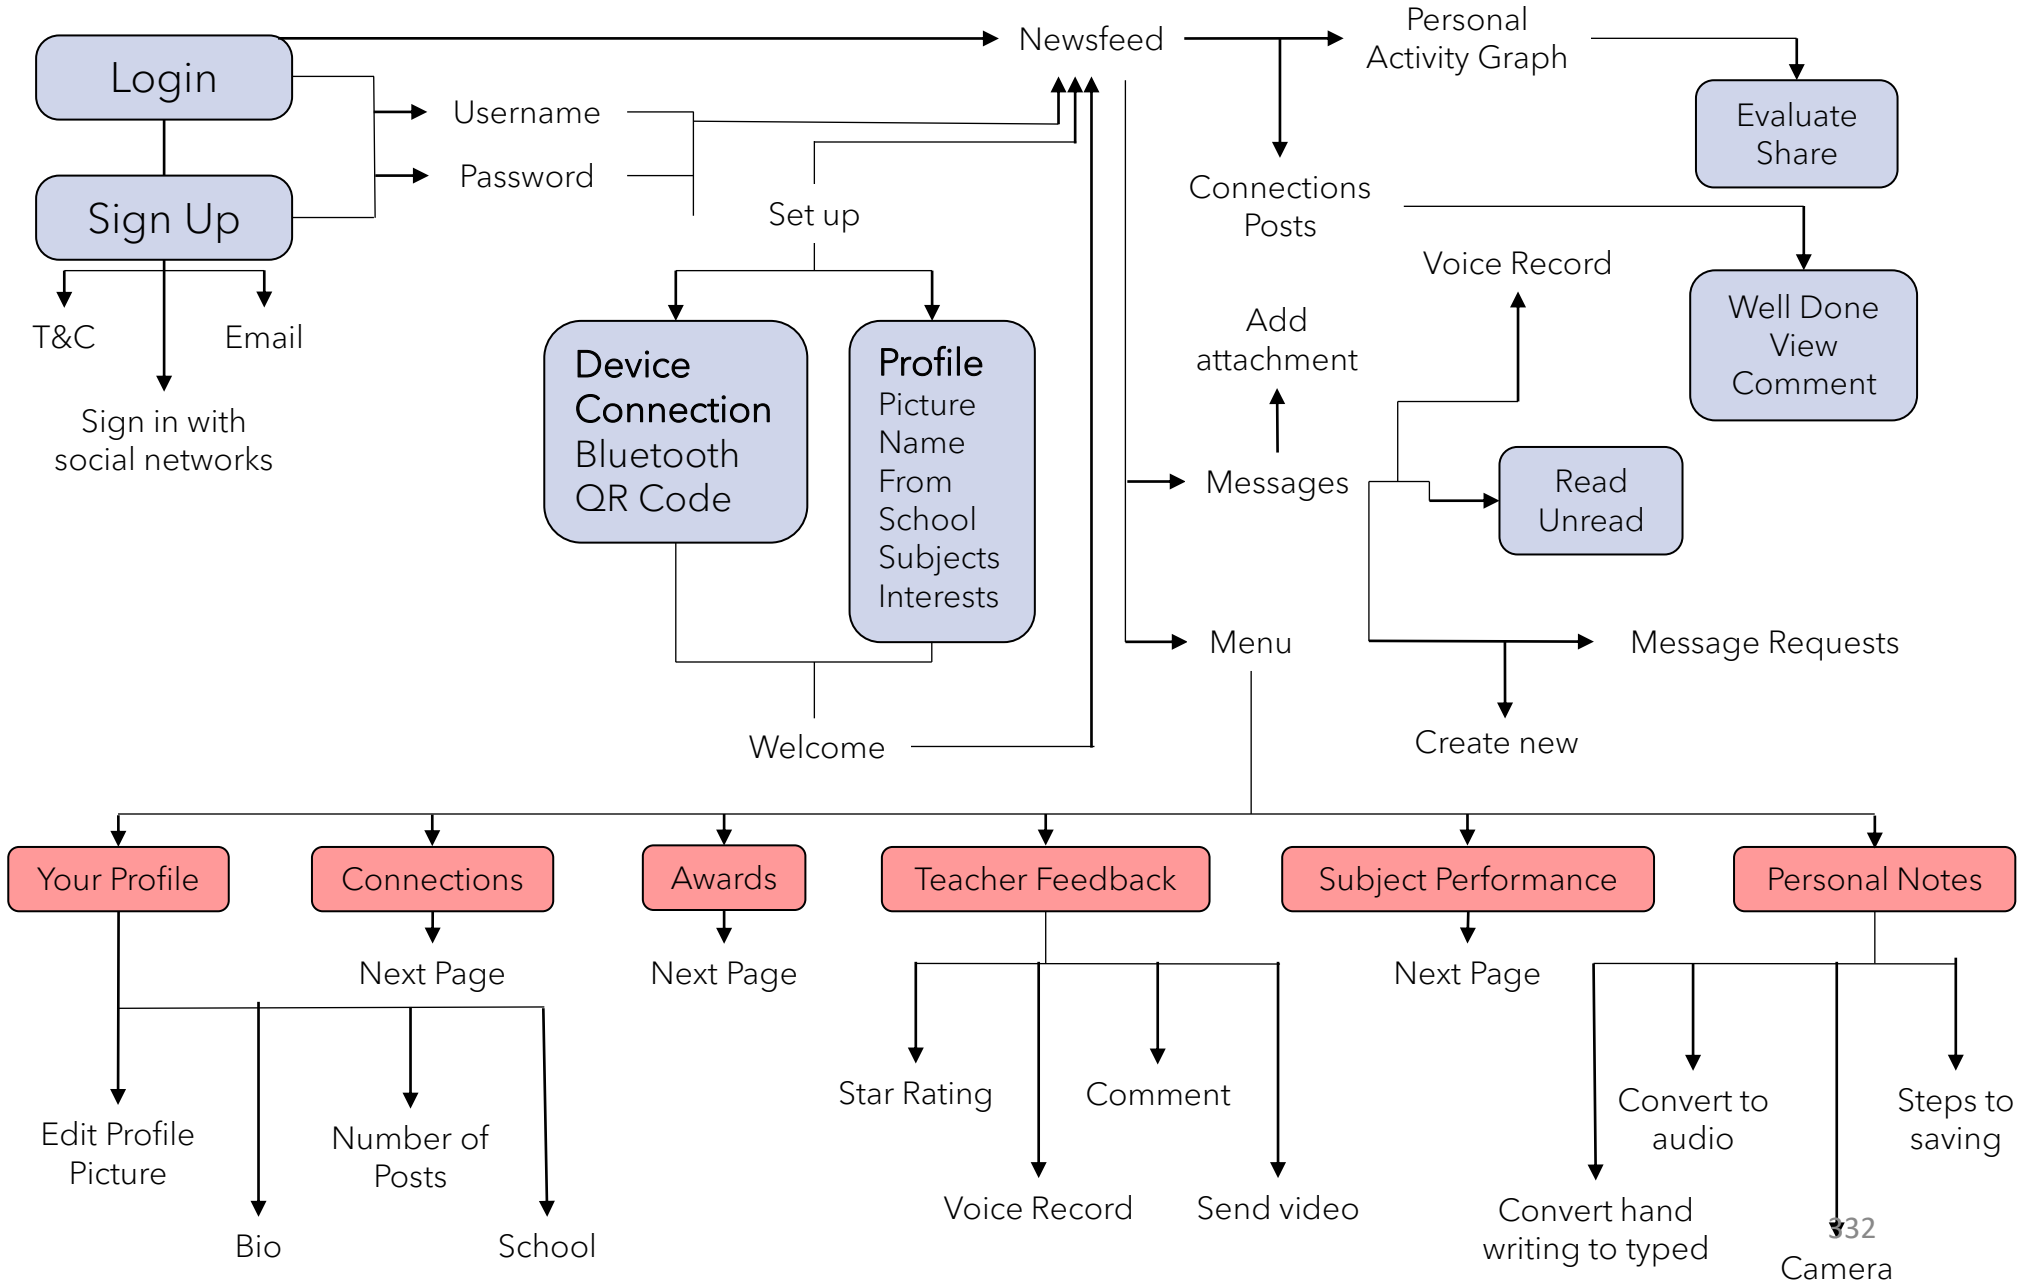 Login
Newsfeed
Personal
Activity Graph
Evaluate
Share
Username
Password
Sign Up
Set up
Connections
Posts
Voice Record
T&C
Email
Well Done
View
Comment
Add
attachment
Device
Connection
Bluetooth
QR Code
Profile
Picture
Name
From
School
Subjects
Interests
Sign in with
social networks
Messages
Read
Unread
Menu
Message Requests
Welcome
Create new
Your Profile
Connections
Awards
Teacher Feedback
Subject Performance
Personal Notes
Next Page
Next Page
Next Page
Star Rating
Comment
Convert to
audio
Steps to
saving
Edit Profile
Picture
Number of
Posts
Voice Record
Send video
Convert hand
writing to typed
332
Camera
Bio
School